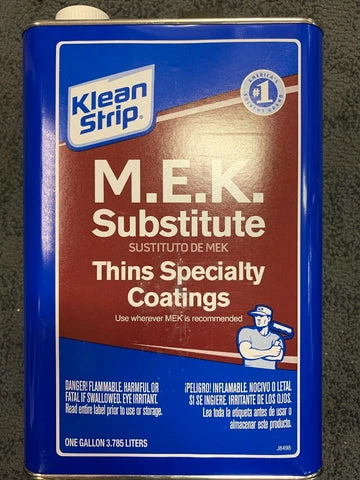 Klean
Strip®
AMERICA'S
#1
M.E.K.
Substitute
SUSTITUTO DE MEK
Thins Specialty
Coatings
Use wherever MEK is recommended
DANGER! FLAMMABLE. HARMFUL OR
FATAL IF SWALLOWED. EYE IRRITANT.
Read entire label prior to use or storage.
¡PELIGRO! INFLAMABLE. NOCIVO O LETAL
SI SE INGIERE. IRRITANTE DE LOS OJOS.
Lea toda la etiqueta antes de usar o
almacenar este producto.
ONE GALLON 3.785 LITERS
J8498